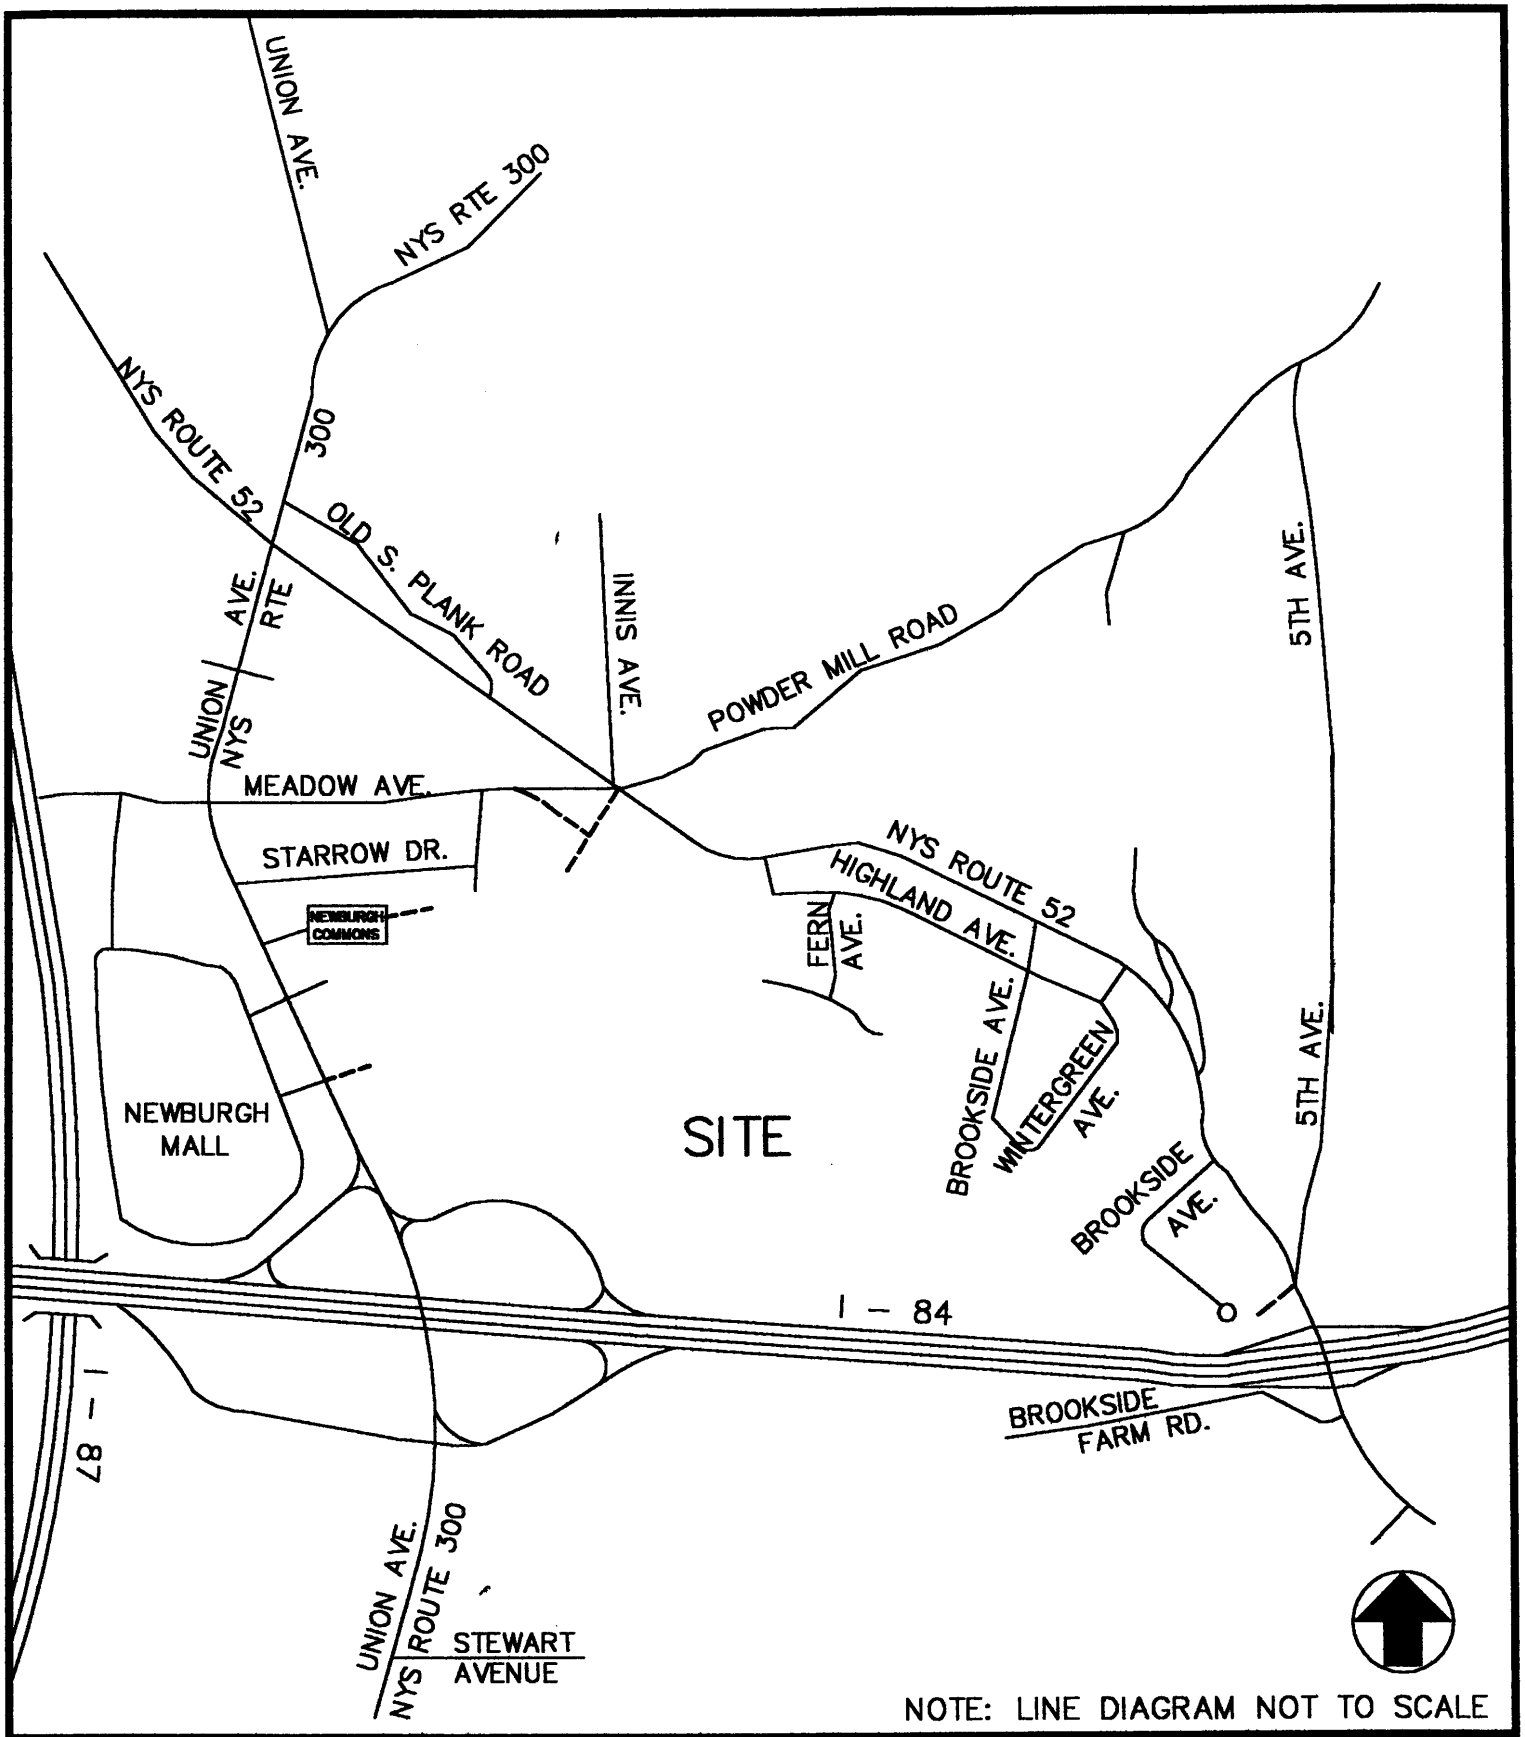 UNION AVE.
NYS RTE 300
NYS ROUTE 52
300
OLD S. PLANK ROAD
AVE.
RTE
INNIS AVE.
POWDER MILL ROAD
5TH AVE.
UNION
NYS
MEADOW AVE.
STARROW DR.
NYS ROUTE 52
HIGHLAND AVE.
NEWBURGH
COMMONS
FERN
AVE.
BROOKSIDE AVE.
WINTERGREEN
AVE.
5TH AVE.
NEWBURGH
MALL
SITE
BROOKSIDE
AVE.
I - 84
I - 87
BROOKSIDE
FARM RD.
UNION AVE.
NYS ROUTE 300
STEWART
AVENUE
NOTE: LINE DIAGRAM NOT TO SCALE